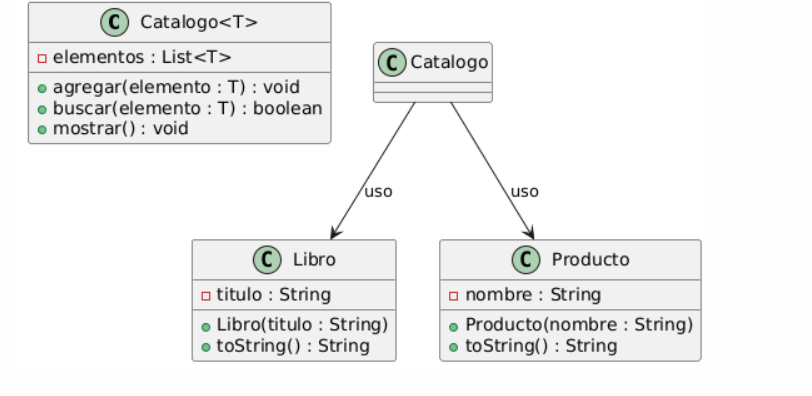 C Catalogo<T>
elementos : List<T>
agregar(elemento : T) : void
buscar(elemento : T) : boolean
mostrar() : void
C Catalogo
uso
uso
C Libro
titulo : String
Libro(titulo : String)
toString() : String
C Producto
nombre : String
Producto(nombre : String)
toString() : String